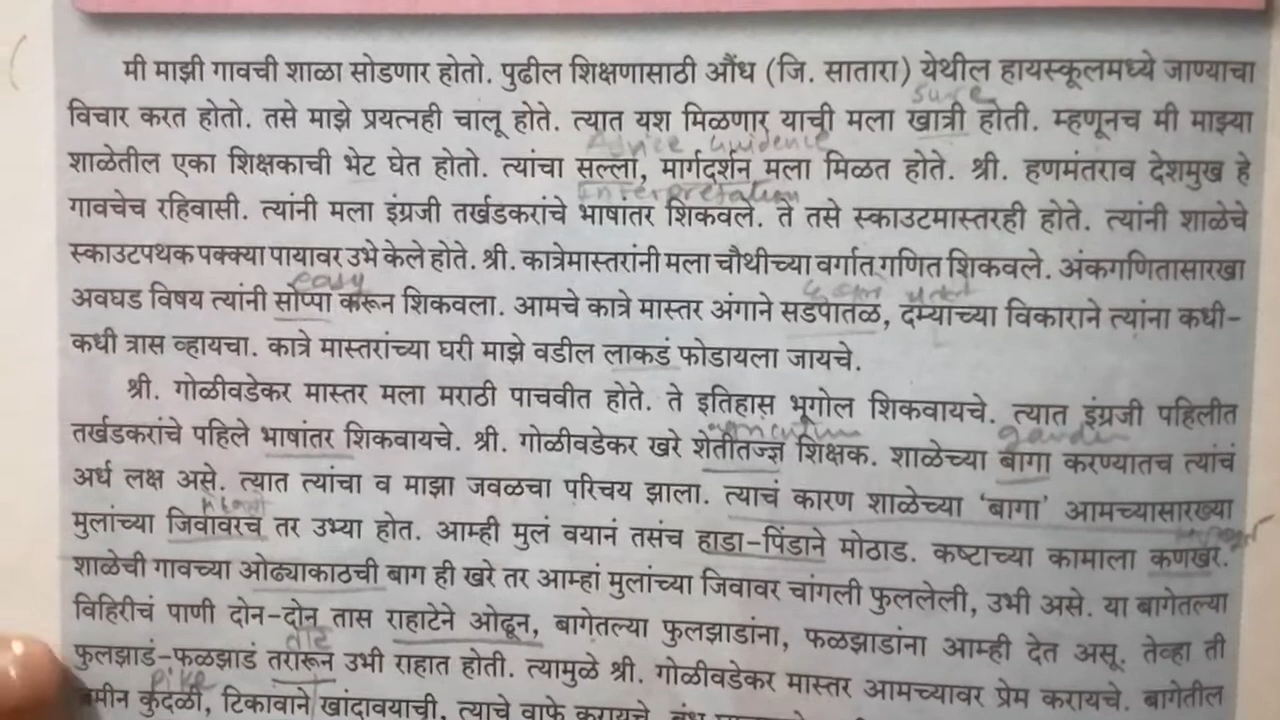 मी माझी गावची शाळा सोडणार होतो. पुढील शिक्षणासाठी औंध (जि. सातारा) येथील हायस्कूलमध्ये जाण्याचा
sure
विचार करत होतो. तसे माझे प्रयत्नही चालू होते. त्यात यश मिळणार याची मला खात्री होती. म्हणूनच मी माझ्या
Advice Guidence
शाळेतील एका शिक्षकाची भेट घेत होतो. त्यांचा सल्ला, मार्गदर्शन मला मिळत होते. श्री. हणमंतराव देशमुख हे
Interpretation
गावचेच रहिवासी. त्यांनी मला इंग्रजी तर्खडकरांचे भाषांतर शिकवले. ते तसे स्काउटमास्तरही होते. त्यांनी शाळेचे
स्काउटपथक पक्क्या पायावर उभे केले होते. श्री. कात्रेमास्तरांनी मला चौथीच्या वर्गात गणित शिकवले. अंकगणितासारखा
easy
अवघड विषय त्यांनी सोप्पा करून शिकवला. आमचे कात्रे मास्तर अंगाने सडपातळ, दम्याच्या विकाराने त्यांना कधी-
कधी त्रास व्हायचा. कात्रे मास्तरांच्या घरी माझे वडील लाकडं फोडायला जायचे.
श्री. गोळीवडेकर मास्तर मला मराठी पाचवीत होते. ते इतिहास भूगोल शिकवायचे. त्यात इंग्रजी पहिलीत
garden
तर्खडकरांचे पहिले भाषांतर शिकवायचे. श्री. गोळीवडेकर खरे शेतीतज्ज्ञ शिक्षक. शाळेच्या बागा करण्यातच त्यांचं
अर्ध लक्ष असे. त्यात त्यांचा व माझा जवळचा परिचय झाला. त्याचं कारण शाळेच्या 'बागा' आमच्यासारख्या
मुलांच्या जिवावरच तर उभ्या होत. आम्ही मुलं वयानं तसंच हाडा-पिंडाने मोठाड. कष्टाच्या कामाला कणखर.
शाळेची गावच्या ओढ्याकाठची बाग ही खरे तर आम्हां मुलांच्या जिवावर चांगली फुललेली, उभी असे. या बागेतल्या
विहिरीचं पाणी दोन-दोन तास राहाटेने ओढून, बागेतल्या फुलझाडांना, फळझाडांना आम्ही देत असू. तेव्हा ती
फुलझाडं-फळझाडं तरारून उभी राहात होती. त्यामुळे श्री. गोळीवडेकर मास्तर आमच्यावर प्रेम करायचे. बागेतील
जमीन कुदळी, टिकावाने खांदावयाची, त्याचे वाफे करायचे.